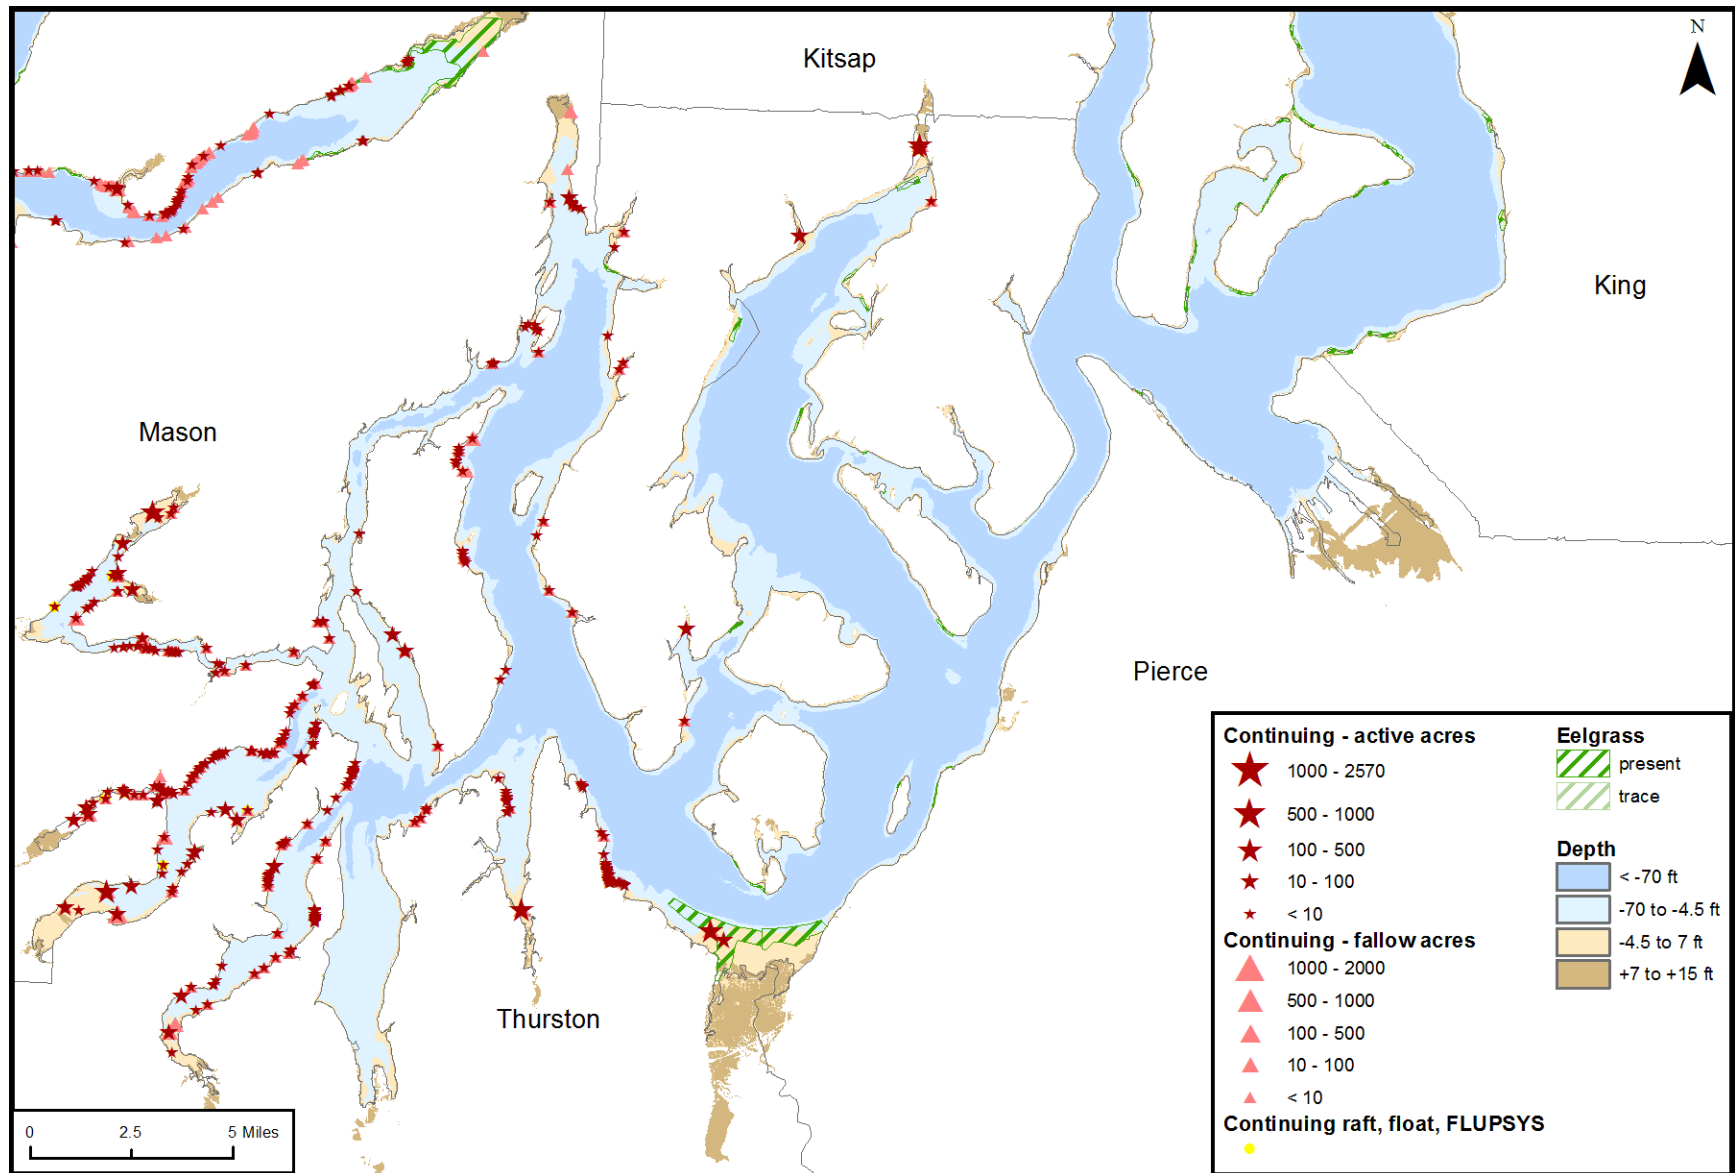 Kitsap
N
King
Mason
Pierce
Thurston
0 2.5 5 Miles
Continuing - active acres
1000 - 2570
500 - 1000
100 - 500
10 - 100
< 10
Continuing - fallow acres
1000 - 2000
500 - 1000
100 - 500
10 - 100
< 10
Continuing raft, float, FLUPSYS
Eelgrass
present
trace
Depth
< -70 ft
-70 to -4.5 ft
-4.5 to 7 ft
+7 to +15 ft